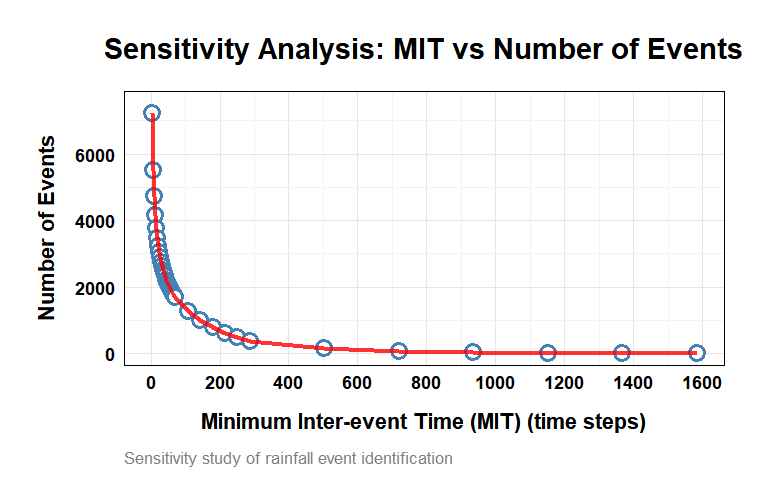 Sensitivity Analysis: MIT vs Number of Events
Number of Events
6000
4000
2000
0
0 200 400 600 800 1000 1200 1400 1600
Minimum Inter-event Time (MIT) (time steps)
Sensitivity study of rainfall event identification